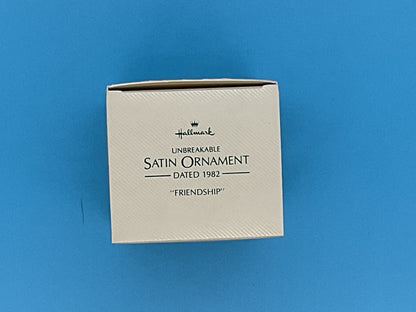 Hallmark
UNBREAKABLE
SATIN ORNAMENT
DATED 1982
"FRIENDSHIP"